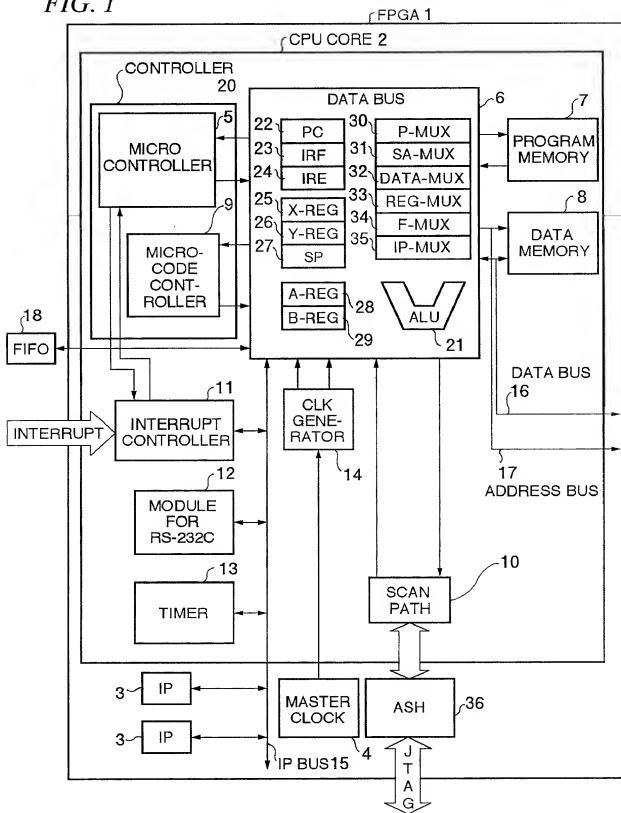 FIG. 1
FPGA 1
CPU CORE 2
CONTROLLER
20
5
MICRO
CONTROLLER
9
MICRO-
CODE
CONT-
ROLLER
DATA BUS
6
22
PC
23
IRF
24
IRE
25
X-REG
26
Y-REG
27
SP
A-REG
28
B-REG
29
30
P-MUX
31
SA-MUX
32
DATA-MUX
33
REG-MUX
34
F-MUX
35
IP-MUX
ALU
21
7
PROGRAM
MEMORY
8
DATA
MEMORY
18
FIFO
11
INTERRUPT
INTERRUPT
CONTROLLER
CLK
GENE-
RATOR
14
DATA BUS
16
17
ADDRESS BUS
12
MODULE
FOR
RS-232C
13
TIMER
10
SCAN
PATH
3
IP
3
IP
MASTER
CLOCK
4
ASH
36
IP BUS15
JTAG